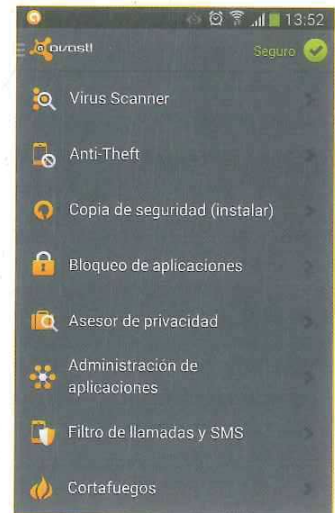 13:52
avast!
Seguro
Virus Scanner
Anti-Theft
Copia de seguridad (instalar)
Bloqueo de aplicaciones
Asesor de privacidad
Administración de
aplicaciones
Filtro de llamadas y SMS
Cortafuegos